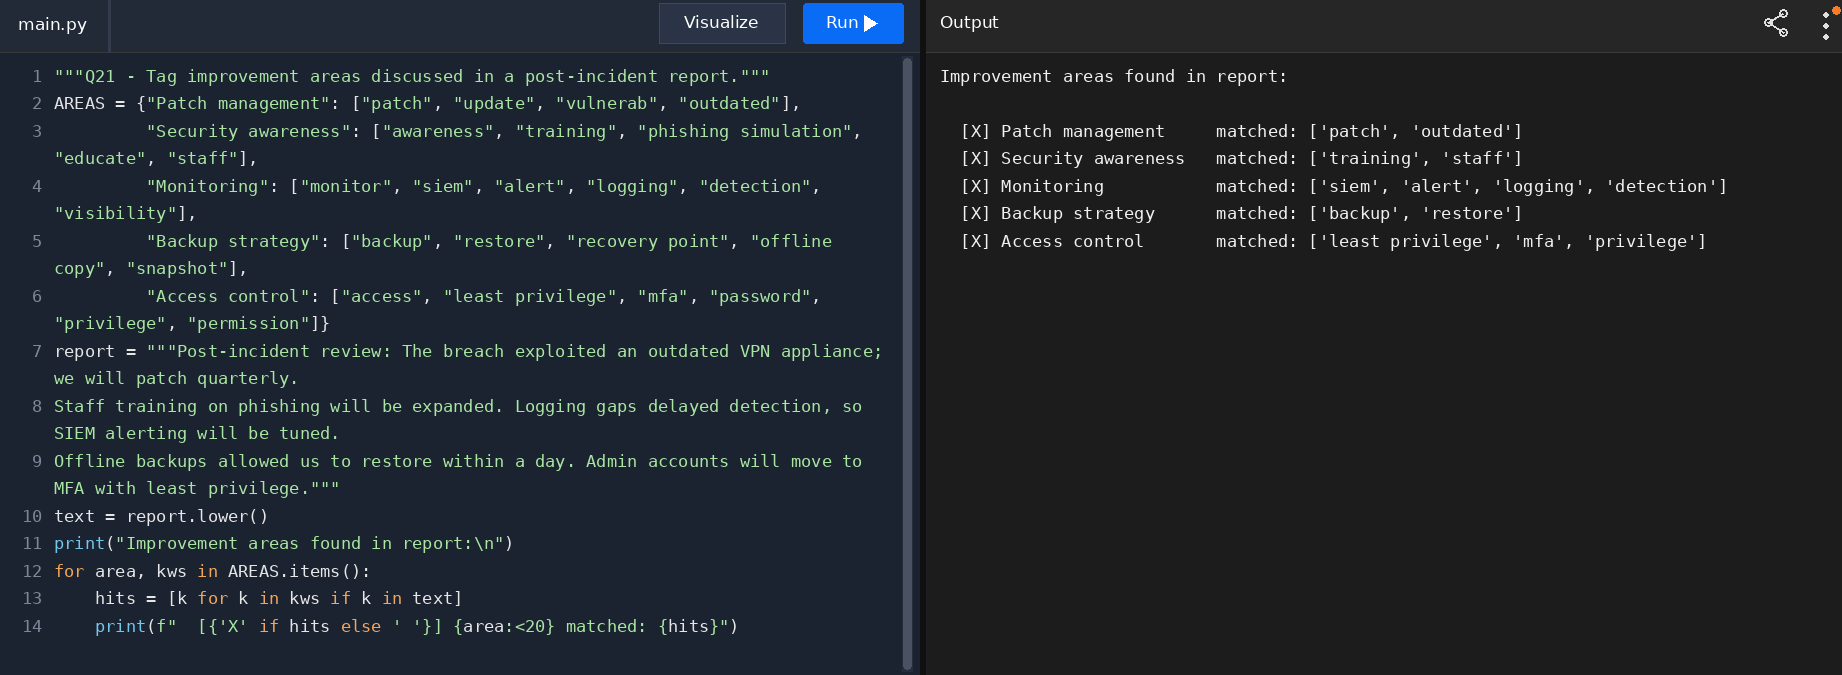 main.py
Visualize
Run
Output
1 """Q21 - Tag improvement areas discussed in a post-incident report."""
2 AREAS = {"Patch management": ["patch", "update", "vulnerab", "outdated"],
3          "Security awareness": ["awareness", "training", "phishing simulation",
"educate", "staff"],
4          "Monitoring": ["monitor", "siem", "alert", "logging", "detection",
"visibility"],
5          "Backup strategy": ["backup", "restore", "recovery point", "offline
copy", "snapshot"],
6          "Access control": ["access", "least privilege", "mfa", "password",
"privilege", "permission"]}
7 report = """Post-incident review: The breach exploited an outdated VPN appliance;
we will patch quarterly.
8 Staff training on phishing will be expanded. Logging gaps delayed detection, so
SIEM alerting will be tuned.
9 Offline backups allowed us to restore within a day. Admin accounts will move to
MFA with least privilege."""
10 text = report.lower()
11 print("Improvement areas found in report:\n")
12 for area, kws in AREAS.items():
13     hits = [k for k in kws if k in text]
14     print(f"  [{'X' if hits else ' '}] {area:<20} matched: {hits}")
Improvement areas found in report:
  [X] Patch management     matched: ['patch', 'outdated']
  [X] Security awareness   matched: ['training', 'staff']
  [X] Monitoring           matched: ['siem', 'alert', 'logging', 'detection']
  [X] Backup strategy      matched: ['backup', 'restore']
  [X] Access control       matched: ['least privilege', 'mfa', 'privilege']